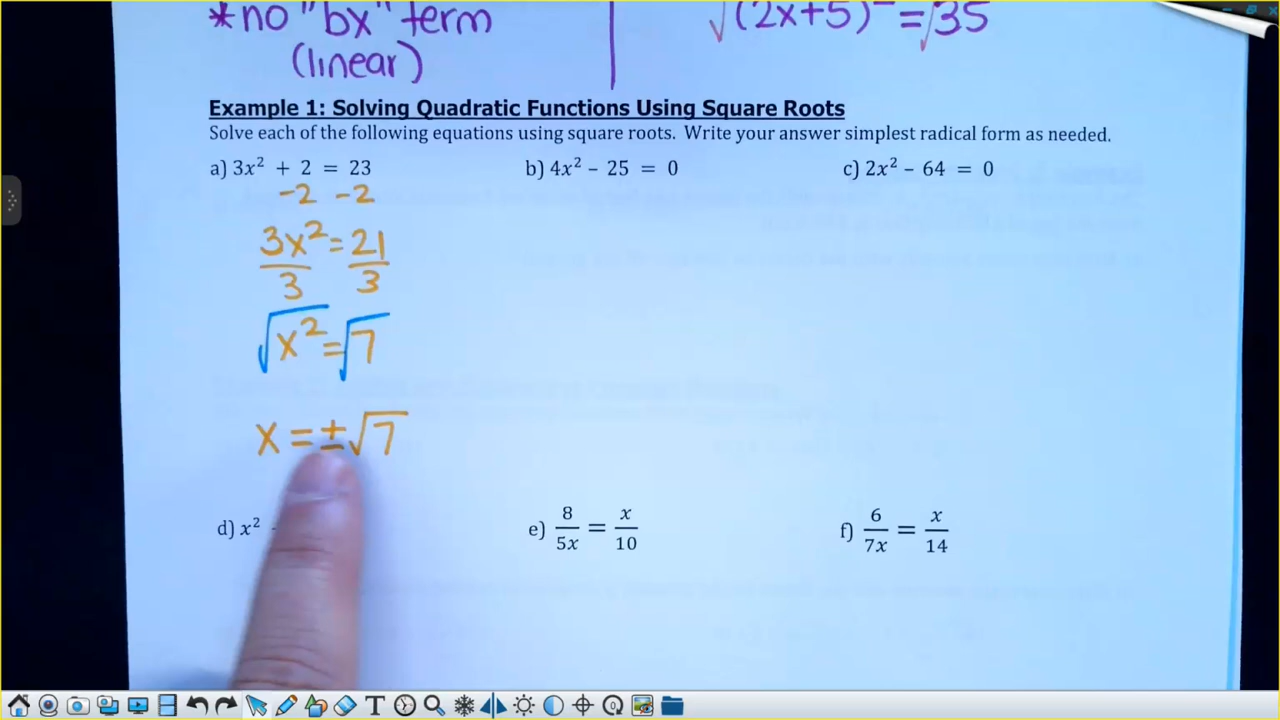 *no "bx" term
(linear)
√(2x+5)² = √35
Example 1: Solving Quadratic Functions Using Square Roots
Solve each of the following equations using square roots. Write your answer simplest radical form as needed.
a) 3x² + 2 = 23
-2 -2
3x² = 21
3 3
√x² = √7
x = ±√7
b) 4x² – 25 = 0
c) 2x² – 64 = 0
d) x²
e) 8/5x = x/10
f) 6/7x = x/14